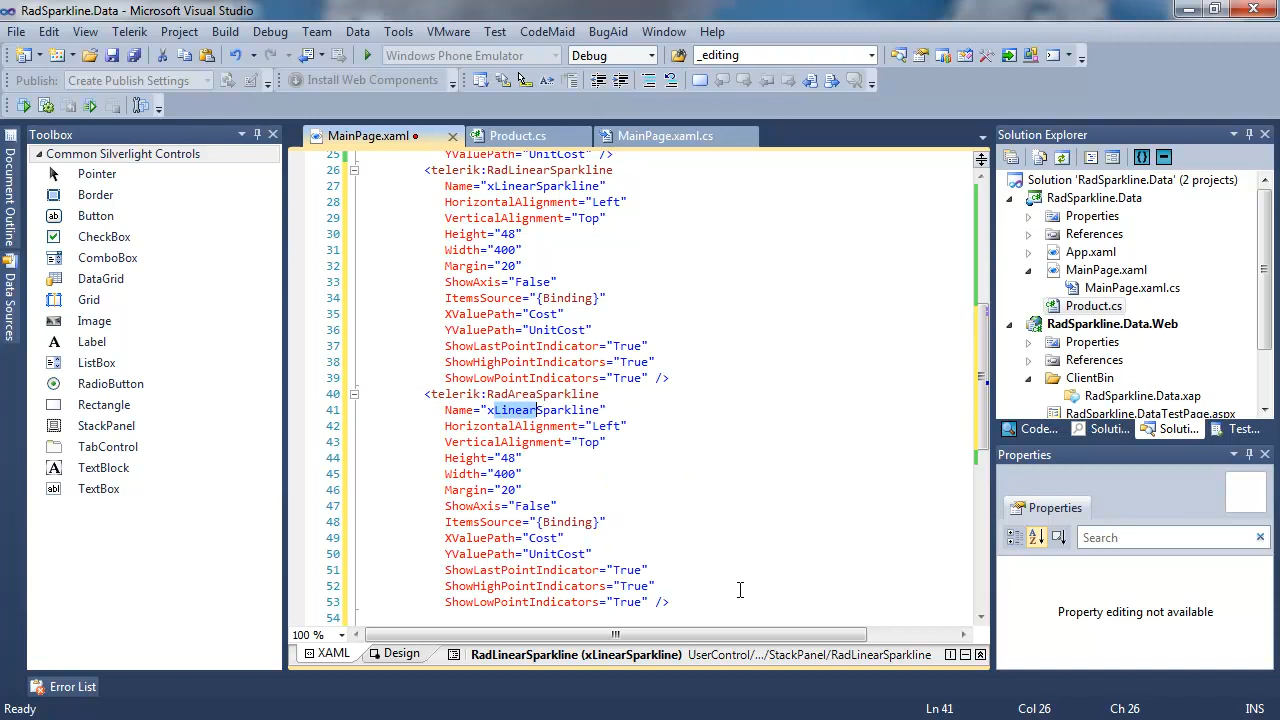 RadSparkline.Data - Microsoft Visual Studio
File Edit View Telerik Project Build Debug Team Data Tools VMware Test CodeMaid BugAid Window Help
Windows Phone Emulator Debug _editing
Publish: Create Publish Settings Install Web Components
Document Outline
Data Sources
Toolbox
Common Silverlight Controls
Pointer
Border
Button
CheckBox
ComboBox
DataGrid
Grid
Image
Label
ListBox
RadioButton
Rectangle
StackPanel
TabControl
TextBlock
TextBox
MainPage.xaml Product.cs MainPage.xaml.cs
25 YValuePath="UnitCost" />
26 <telerik:RadLinearSparkline
27 Name="xLinearSparkline"
28 HorizontalAlignment="Left"
29 VerticalAlignment="Top"
30 Height="48"
31 Width="400"
32 Margin="20"
33 ShowAxis="False"
34 ItemsSource="{Binding}"
35 XValuePath="Cost"
36 YValuePath="UnitCost"
37 ShowLastPointIndicator="True"
38 ShowHighPointIndicators="True"
39 ShowLowPointIndicators="True" />
40 <telerik:RadAreaSparkline
41 Name="xLinearSparkline"
42 HorizontalAlignment="Left"
43 VerticalAlignment="Top"
44 Height="48"
45 Width="400"
46 Margin="20"
47 ShowAxis="False"
48 ItemsSource="{Binding}"
49 XValuePath="Cost"
50 YValuePath="UnitCost"
51 ShowLastPointIndicator="True"
52 ShowHighPointIndicators="True"
53 ShowLowPointIndicators="True" />
54
100 %
XAML Design RadLinearSparkline (xLinearSparkline) UserControl/.../StackPanel/RadLinearSparkline
Solution Explorer
Solution 'RadSparkline.Data' (2 projects)
RadSparkline.Data
Properties
References
App.xaml
MainPage.xaml
MainPage.xaml.cs
Product.cs
RadSparkline.Data.Web
Properties
References
ClientBin
RadSparkline.Data.xap
RadSparkline.DataTestPage.aspx
Code... Soluti... Soluti... Test...
Properties
Properties
Search
Property editing not available
Error List
Ready Ln 41 Col 26 Ch 26 INS